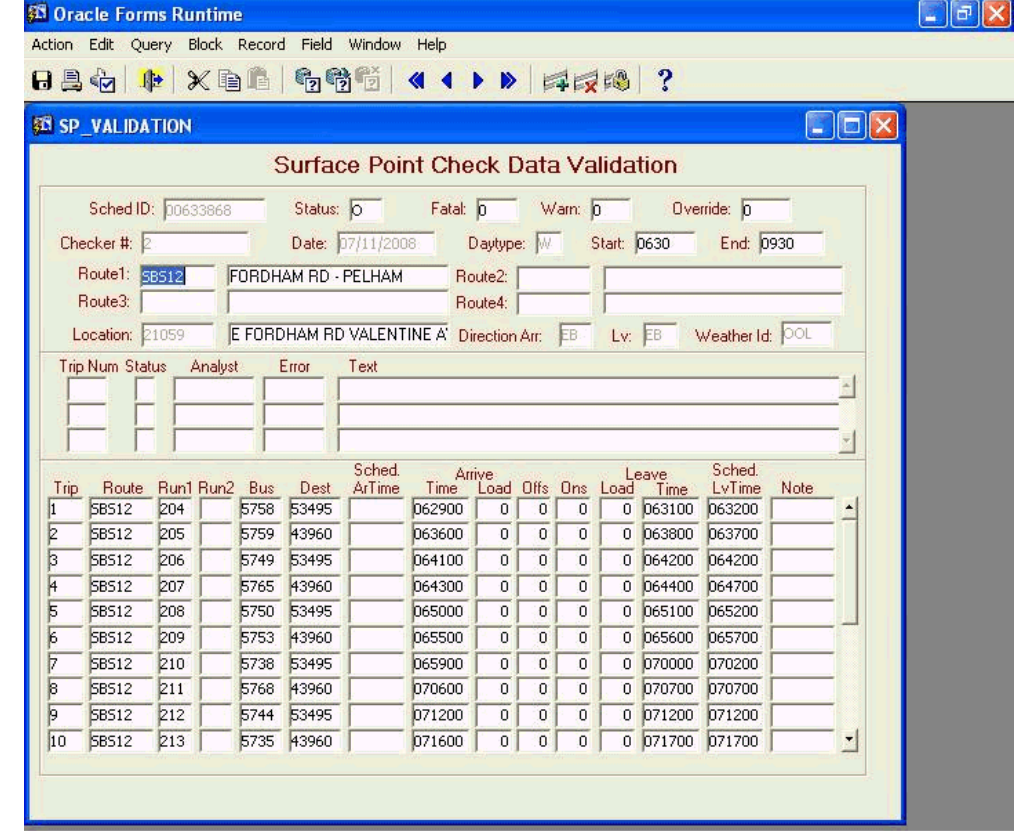 Oracle Forms Runtime
Action Edit Query Block Record Field Window Help
SP_VALIDATION
Surface Point Check Data Validation
Sched ID: 00633868 Status: O Fatal: 0 Warn: 0 Override: 0
Checker #: 2 Date: 07/11/2008 Daytype: W Start: 0630 End: 0930
Route1: SBS12 FORDHAM RD - PELHAM Route2:
Route3: Route4:
Location: 21059 E FORDHAM RD VALENTINE A' Direction Arr: EB Lv: EB Weather Id: OOL
Trip Num Status Analyst Error Text
Sched. Arrive Leave Sched.
Trip Route Run1 Run2 Bus Dest ArTime Time Load Offs Ons Load Time LvTime Note
1 SBS12 204 5758 53495 062900 0 0 0 0 063100 063200
2 SBS12 205 5759 43960 063600 0 0 0 0 063800 063700
3 SBS12 206 5749 53495 064100 0 0 0 0 064200 064200
4 SBS12 207 5765 43960 064300 0 0 0 0 064400 064700
5 SBS12 208 5750 53495 065000 0 0 0 0 065100 065200
6 SBS12 209 5753 43960 065500 0 0 0 0 065600 065700
7 SBS12 210 5738 53495 065900 0 0 0 0 070000 070200
8 SBS12 211 5768 43960 070600 0 0 0 0 070700 070700
9 SBS12 212 5744 53495 071200 0 0 0 0 071200 071200
10 SBS12 213 5735 43960 071600 0 0 0 0 071700 071700